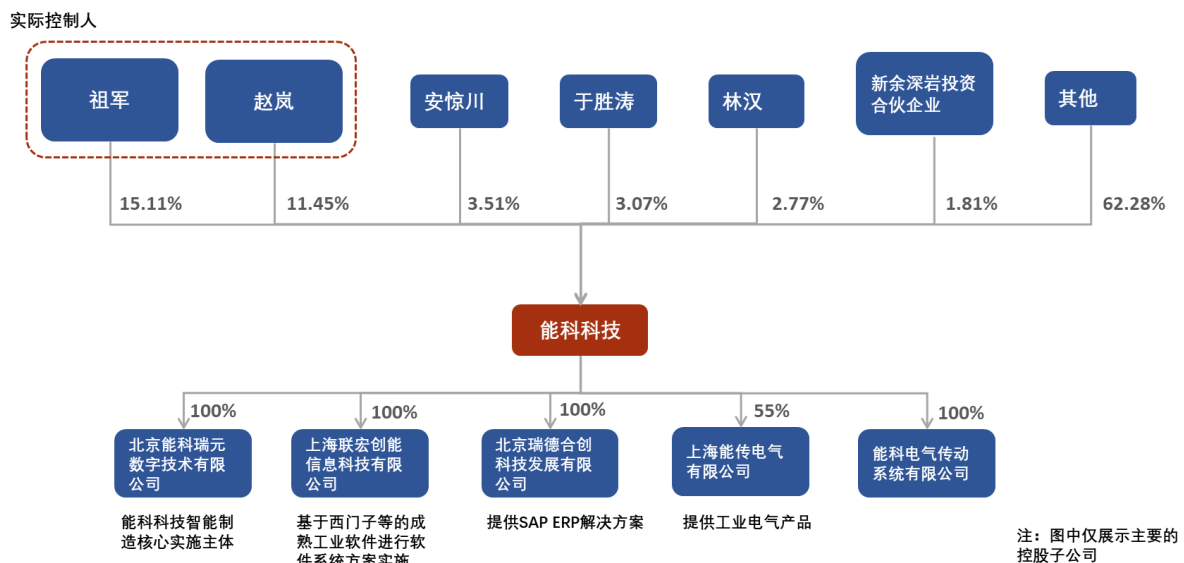 实际控制人
祖军
赵岚
安惊川
于胜涛
林汉
新余深岩投资
合伙企业
其他
15.11%
11.45%
3.51%
3.07%
2.77%
1.81%
62.28%
能科科技
100%
100%
100%
55%
100%
北京能科瑞元
数字技术有限
公司
上海联宏创能
信息科技有限
公司
北京瑞德合创
科技发展有限
公司
上海能传电气
有限公司
能科电气传动
系统有限公司
能科科技智能制
造核心实施主体
基于西门子等的成
熟工业软件进行软
件系统方案实施
提供SAP ERP解决方案
提供工业电气产品
注：图中仅展示主要的
控股子公司